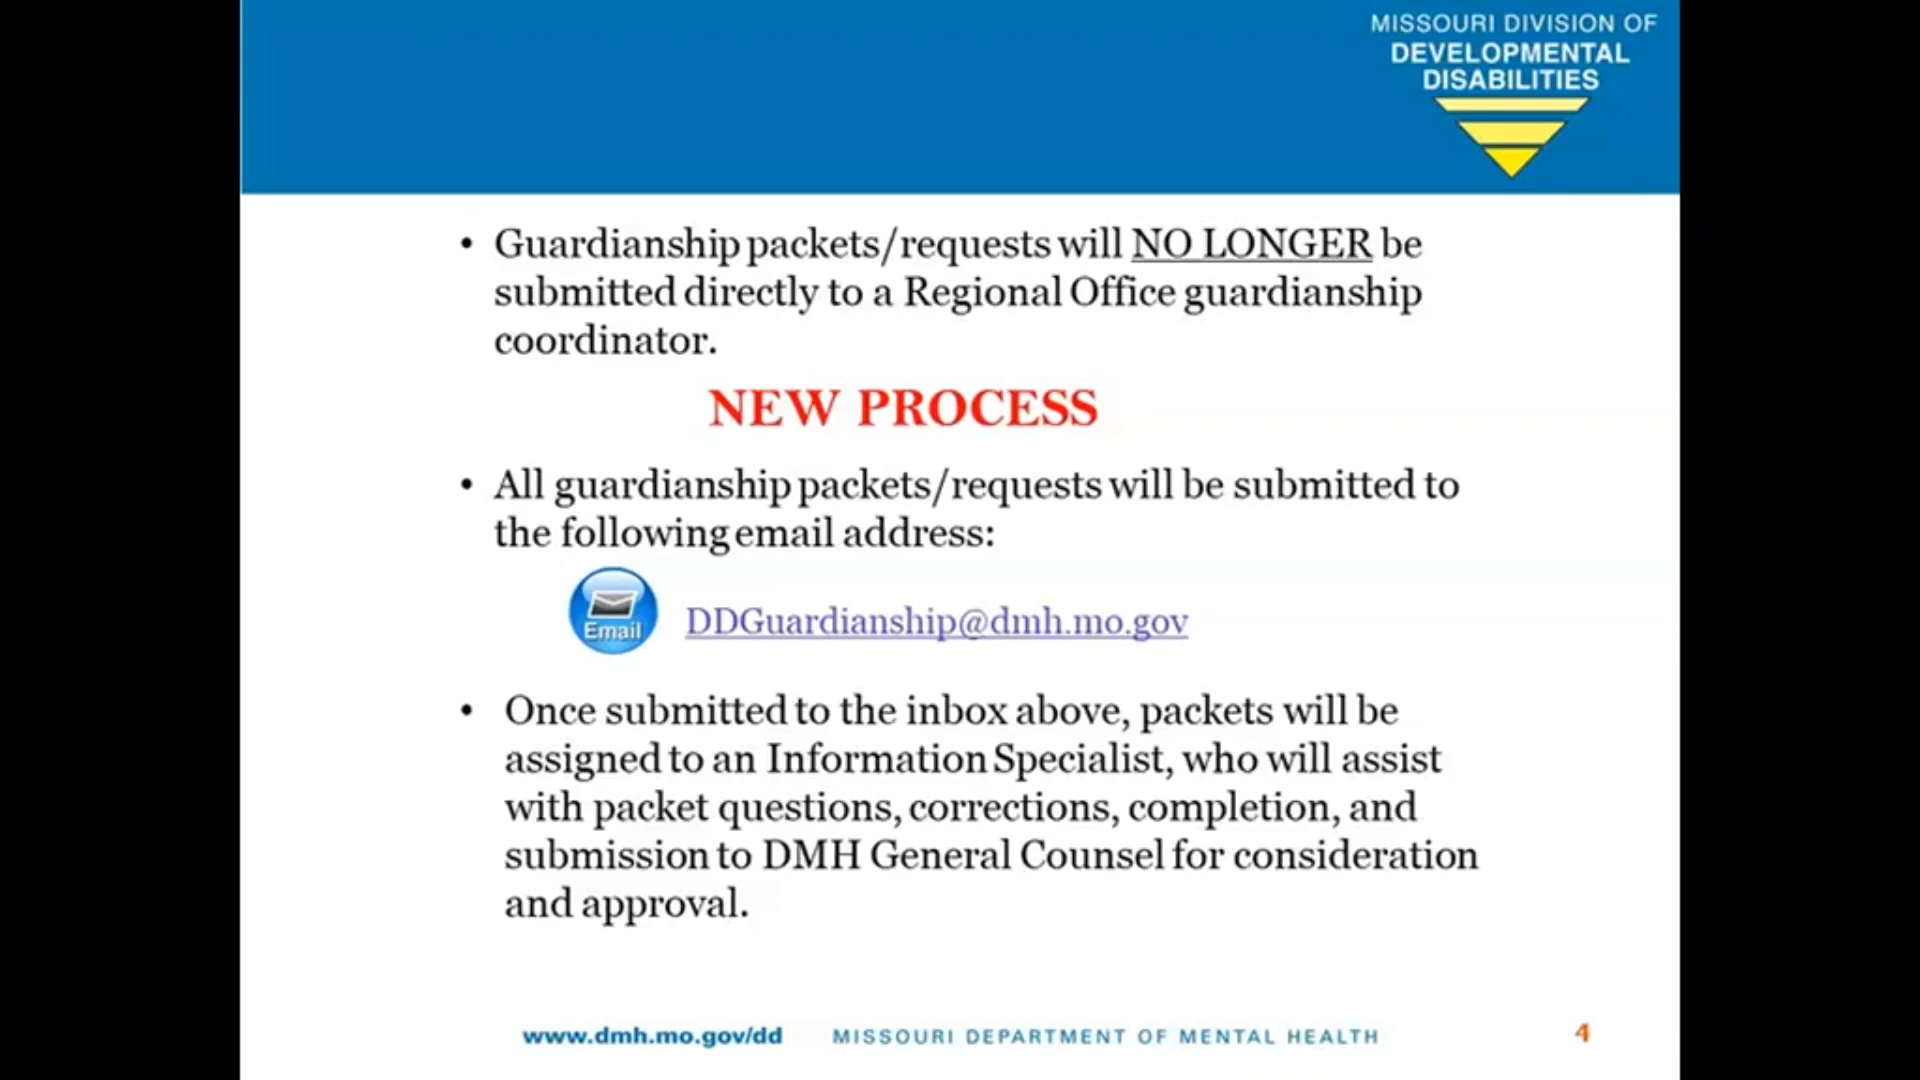 MISSOURI DIVISION OF
DEVELOPMENTAL
DISABILITIES
• Guardianship packets/requests will NO LONGER be
submitted directly to a Regional Office guardianship
coordinator.
NEW PROCESS
• All guardianship packets/requests will be submitted to
the following email address:
Email
DDGuardianship@dmh.mo.gov
• Once submitted to the inbox above, packets will be
assigned to an Information Specialist, who will assist
with packet questions, corrections, completion, and
submission to DMH General Counsel for consideration
and approval.
www.dmh.mo.gov/dd MISSOURI DEPARTMENT OF MENTAL HEALTH 4